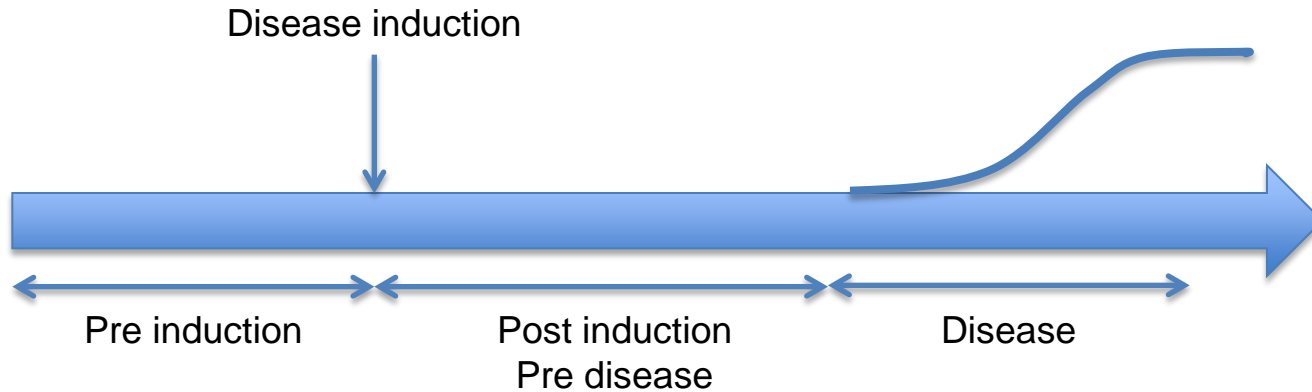 Disease induction
Pre induction
Post induction
Pre disease
Disease